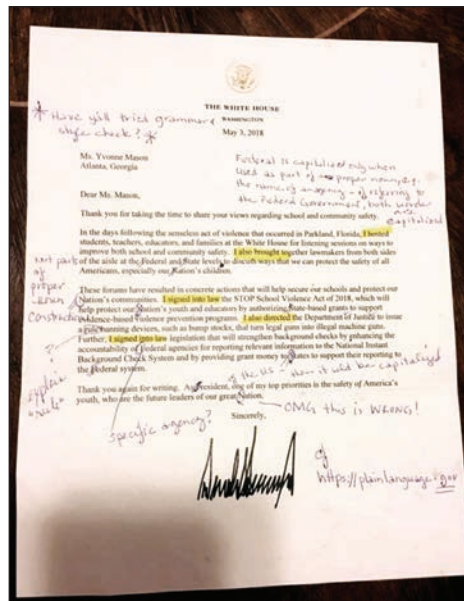 THE WHITE HOUSE
WASHINGTON
* Have y'all tried grammar &
style check? *
May 3, 2018
Ms. Yvonne Mason
Atlanta, Georgia
Federal is capitalized only when
used as part of proper noun, e.g.
the name of an agency - if referring to
the Federal Government, both words
are
capitalized
Dear Ms. Mason,
Thank you for taking the time to share your views regarding school and community safety.
In the days following the senseless act of violence that occurred in Parkland, Florida, I hosted
students, teachers, educators, and families at the White House for listening sessions on ways to
improve both school and community safety. I also brought together lawmakers from both sides
of the aisle at the Federal and State levels to discuss ways that we can protect the safety of all
Americans, especially our Nation's children.
Not part
of
proper
noun
construction
These forums have resulted in concrete actions that will help secure our schools and protect our
Nation's communities. I signed into law the STOP School Violence Act of 2018, which will
help protect our Nation's youth and educators by authorizing State-based grants to support
evidence-based violence prevention programs. I also directed the Department of Justice to issue
a rule banning devices, such as bump stocks, that turn legal guns into illegal machine guns.
Further, I signed into law legislation that will strengthen background checks by enhancing the
accountability of Federal agencies for reporting relevant information to the National Instant
Background Check System and by providing grant money to states to support their reporting to
the Federal system.
?
explain
"rule"
of the US - then it wd be capitalized
Thank you again for writing. As President, one of my top priorities is the safety of America's
youth, who are the future leaders of our great Nation.
OMG this is WRONG!
specific agency?
Sincerely,
cf
https://plainlanguage.gov